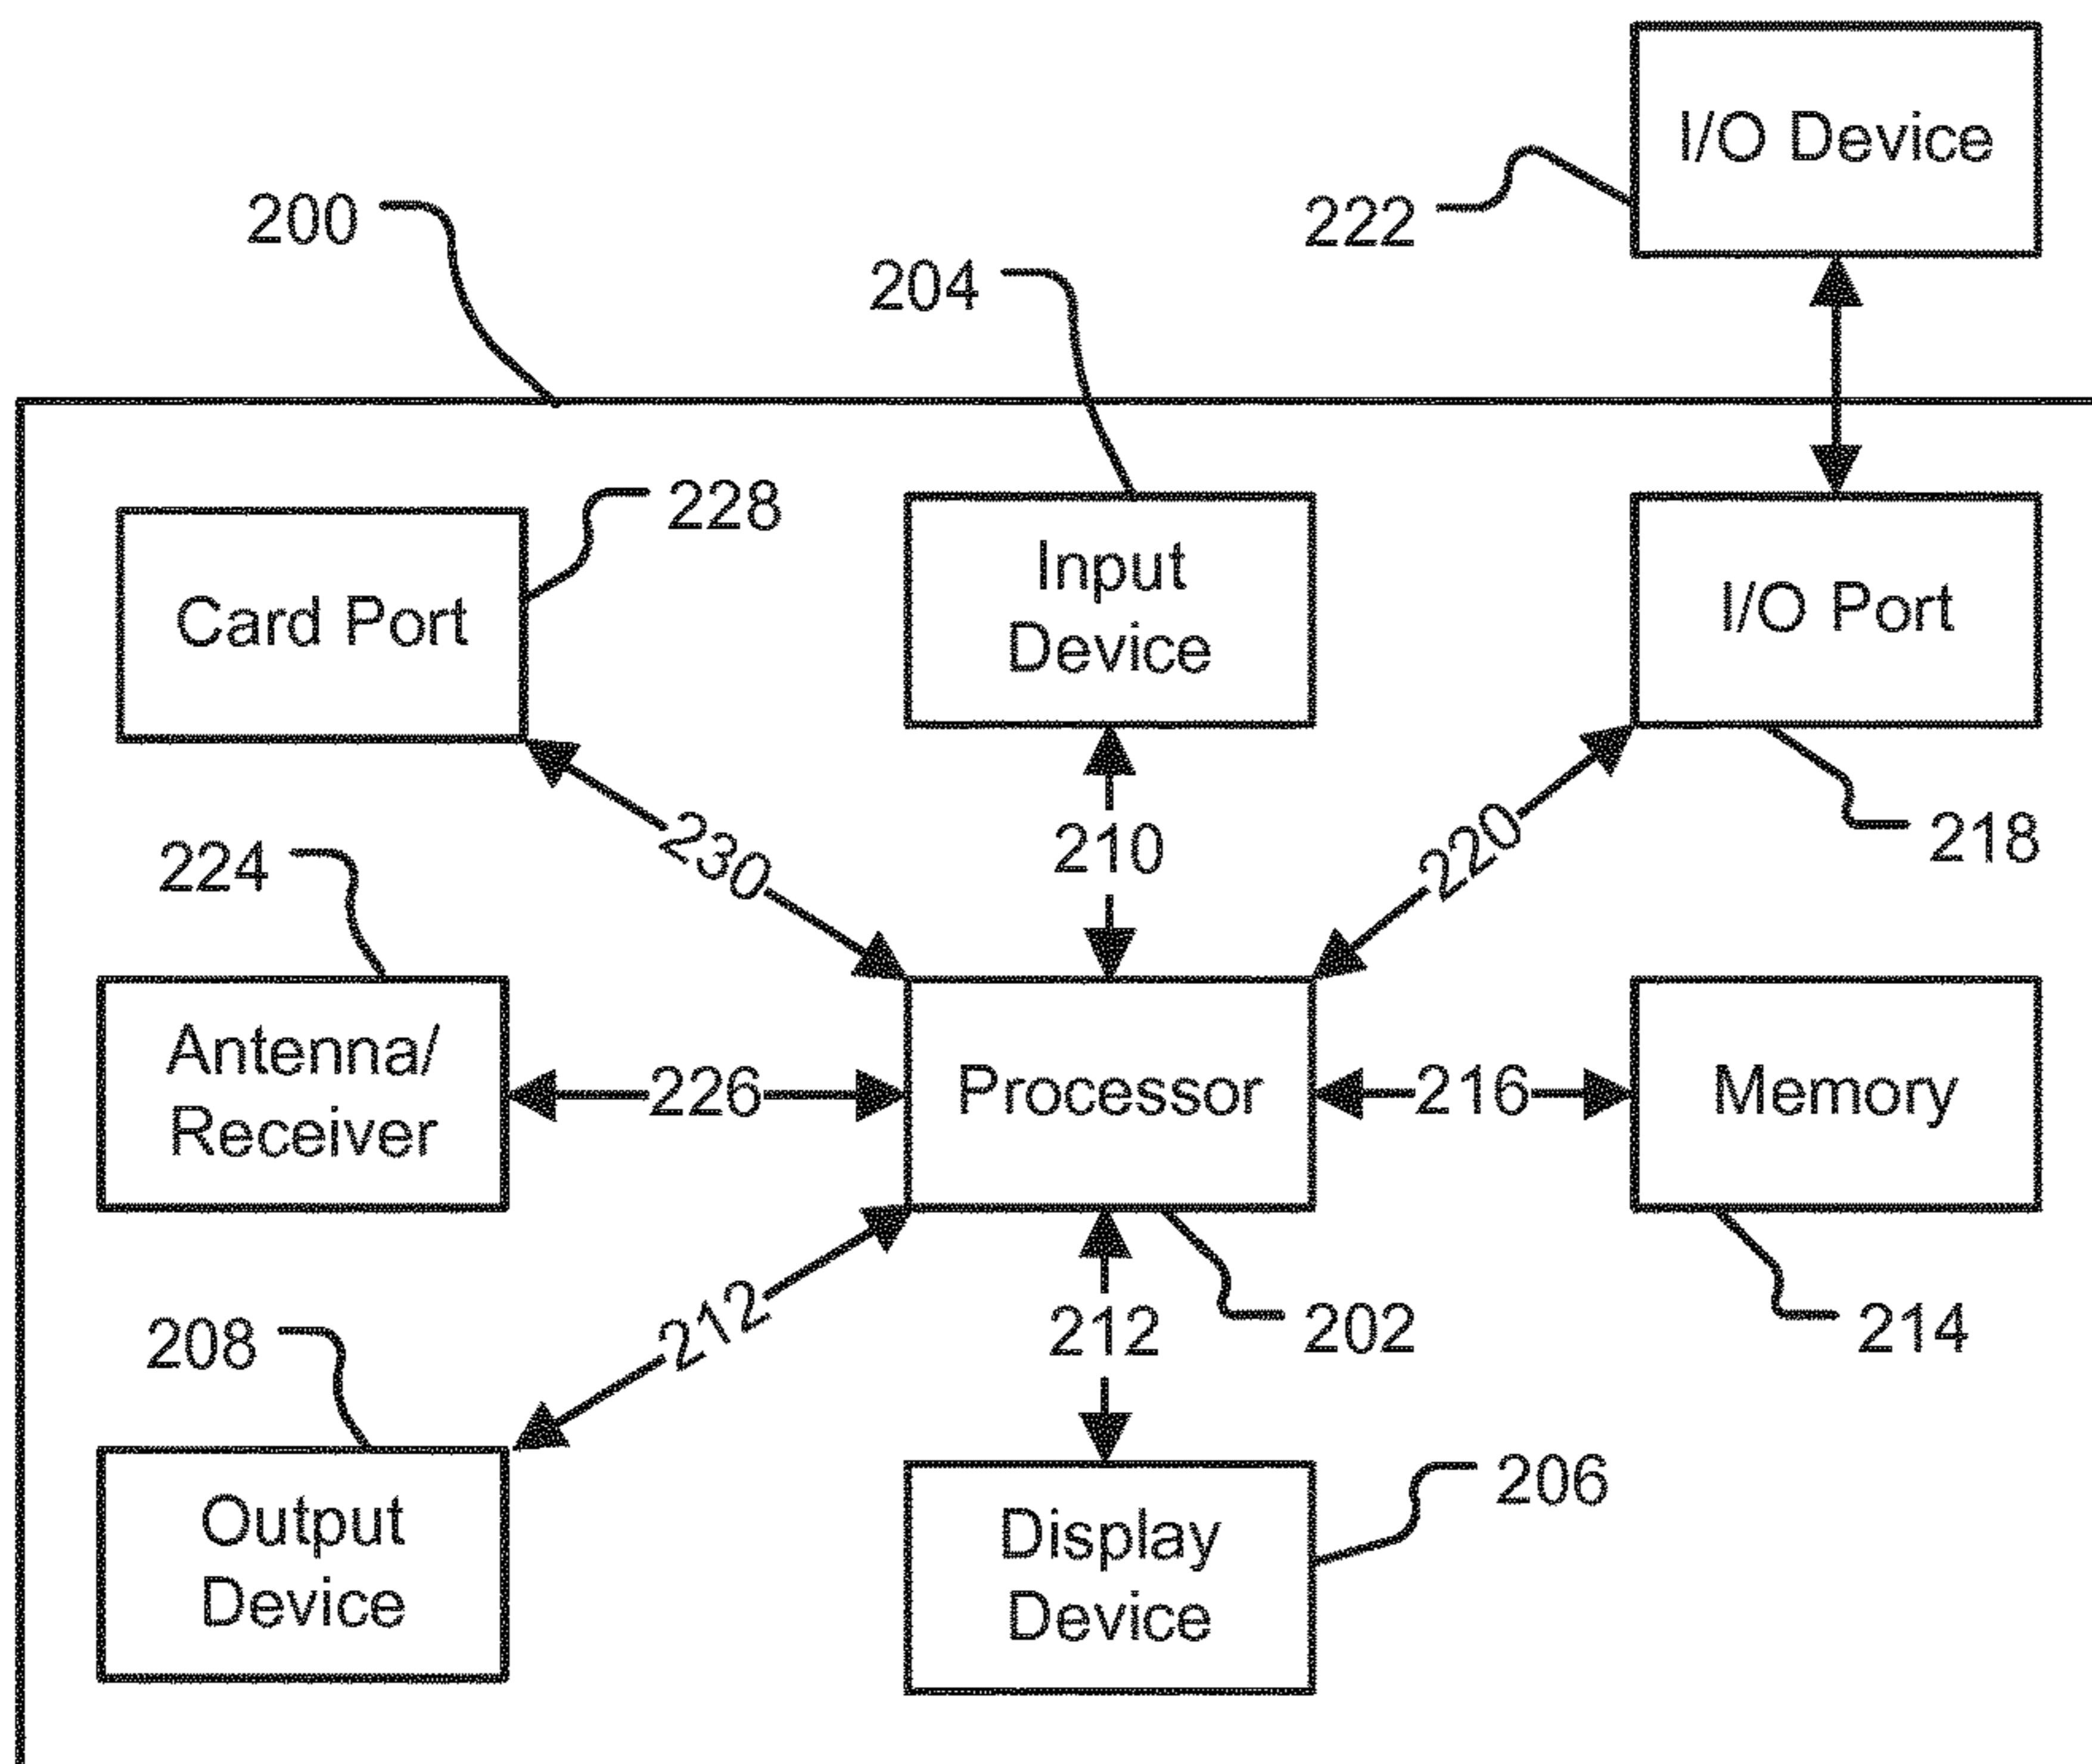 I/O Device
222
200
204
228
Card Port
Input
Device
I/O Port
218
230
210
220
224
Antenna/
Receiver
226
Processor
216
Memory
212
212
202
214
208
Output
Device
206
Display
Device